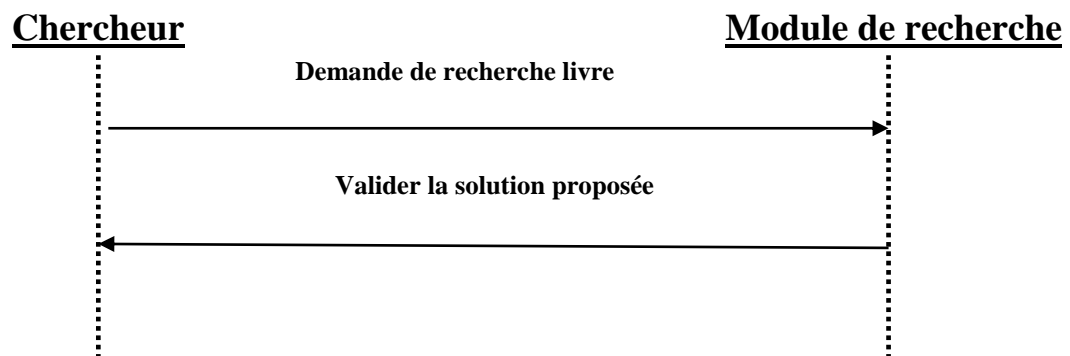 Chercheur
Module de recherche
Demande de recherche livre
Valider la solution proposée